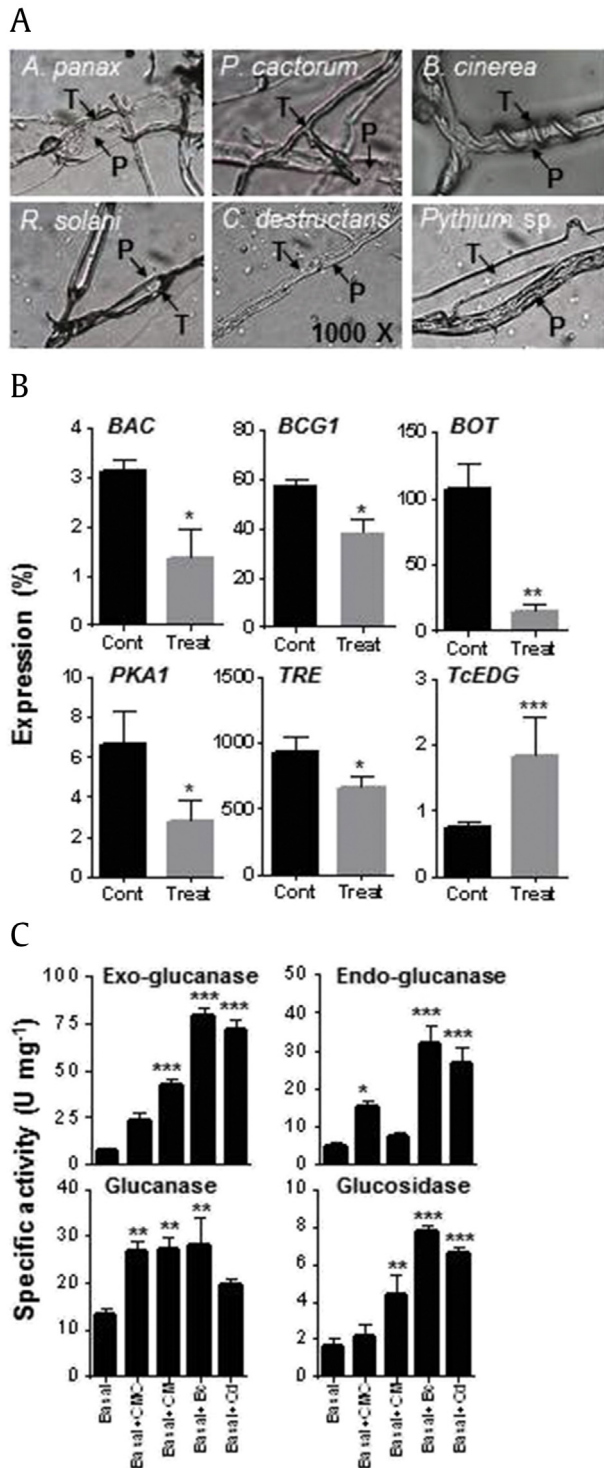 A
A. panax
P. cactorum
B. cinerea
T
P
T
P
T
P
R. solani
C. destructans
Pythium sp.
P
T
T
P
T
P
1000 X
B
Expression (%)
BAC
4
3
2
1
0
*
Cont
Treat
BCG1
80
60
40
20
0
*
Cont
Treat
BOT
150
100
50
0
**
Cont
Treat
PKA1
10
8
6
4
2
0
*
Cont
Treat
TRE
1500
1000
500
0
*
Cont
Treat
TcEDG
3
2
1
0
***
Cont
Treat
C
Specific activity (U mg-1)
Exo-glucanase
100
75
50
25
0
***
***
***
Endo-glucanase
50
40
30
20
10
0
*
***
***
Glucanase
40
30
20
10
0
**
**
**
Basal
Basal+CMC
Basal+CM
Basal+Bc
Basal+Cd
Glucosidase
10
8
6
4
2
0
**
***
***
Basal
Basal+CMC
Basal+CM
Basal+Bc
Basal+Cd